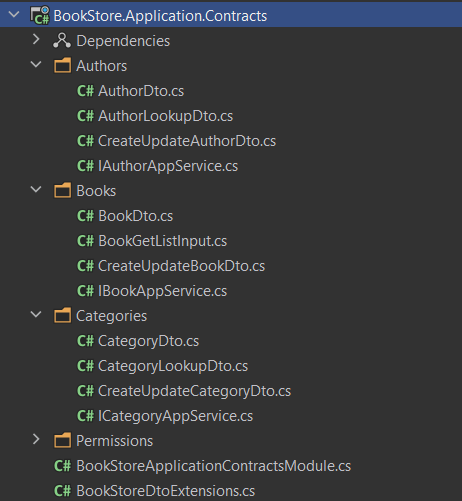 BookStore.Application.Contracts
Dependencies
Authors
C# AuthorDto.cs
C# AuthorLookupDto.cs
C# CreateUpdateAuthorDto.cs
C# IAuthorAppService.cs
Books
C# BookDto.cs
C# BookGetListInput.cs
C# CreateUpdateBookDto.cs
C# IBookAppService.cs
Categories
C# CategoryDto.cs
C# CategoryLookupDto.cs
C# CreateUpdateCategoryDto.cs
C# ICategoryAppService.cs
Permissions
C# BookStoreApplicationContractsModule.cs
C# BookStoreDtoExtensions.cs